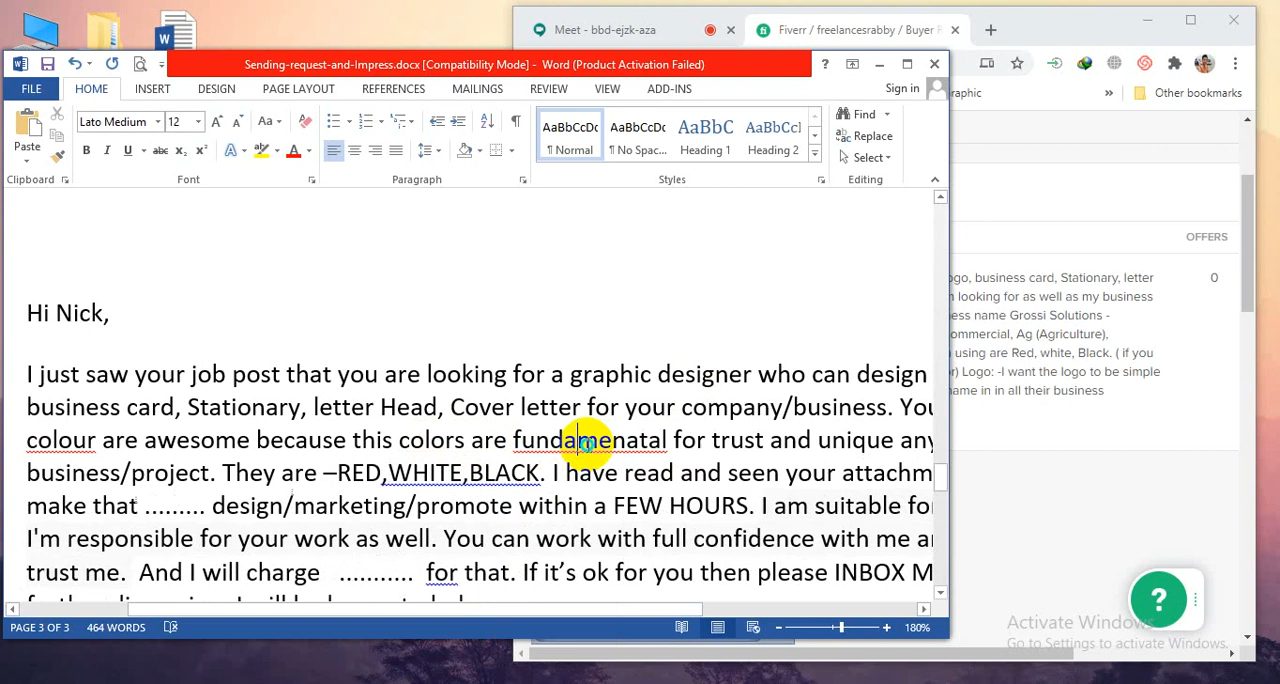 Meet - bbd-ejzk-aza
Fiverr / freelancesrabby / Buyer R
Sending-request-and-Impress.docx [Compatibility Mode] - Word (Product Activation Failed)
FILE HOME INSERT DESIGN PAGE LAYOUT REFERENCES MAILINGS REVIEW VIEW ADD-INS Sign in
graphic » Other bookmarks
Paste
Lato Medium 12
Aa
AaBbCcDc AaBbCcDc AaBbC AaBbCcI
¶ Normal ¶ No Spac... Heading 1 Heading 2
Find
Replace
Select
Clipboard Font Paragraph Styles Editing
OFFERS
ogo, business card, Stationary, letter 0
m looking for as well as my business
ess name Grossi Solutions -
ommercial, Ag (Agriculture),
using are Red, white, Black. ( if you
or) Logo: -I want the logo to be simple
name in in all their business
Hi Nick,
I just saw your job post that you are looking for a graphic designer who can design
business card, Stationary, letter Head, Cover letter for your company/business. You
colour are awesome because this colors are fundamenatal for trust and unique any
business/project. They are –RED,WHITE,BLACK. I have read and seen your attachm
make that ......... design/marketing/promote within a FEW HOURS. I am suitable for
I'm responsible for your work as well. You can work with full confidence with me a
trust me. And I will charge ........... for that. If it’s ok for you then please INBOX M
PAGE 3 OF 3 464 WORDS 180%
Activate Windows
Go to Settings to activate Windows.